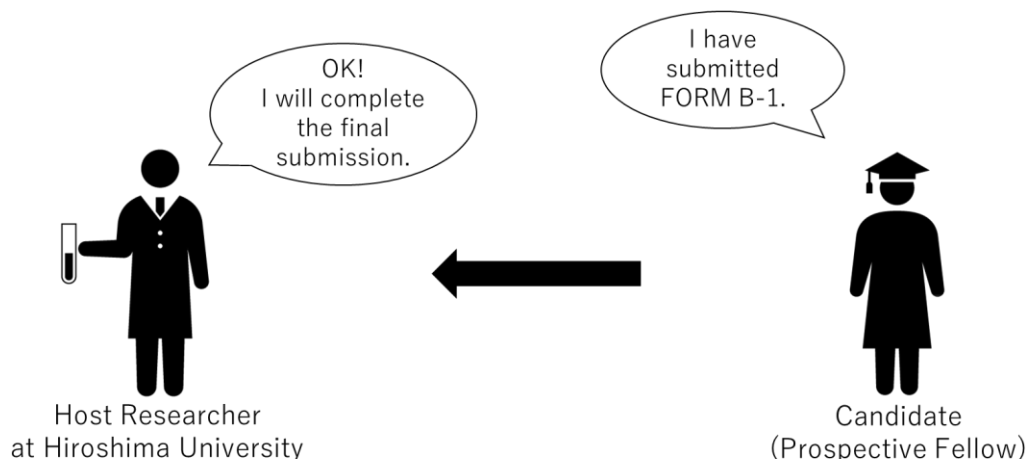 OK!
I will complete
the final
submission.
I have
submitted
FORM B-1.
Host Researcher
at Hiroshima University
Candidate
(Prospective Fellow)